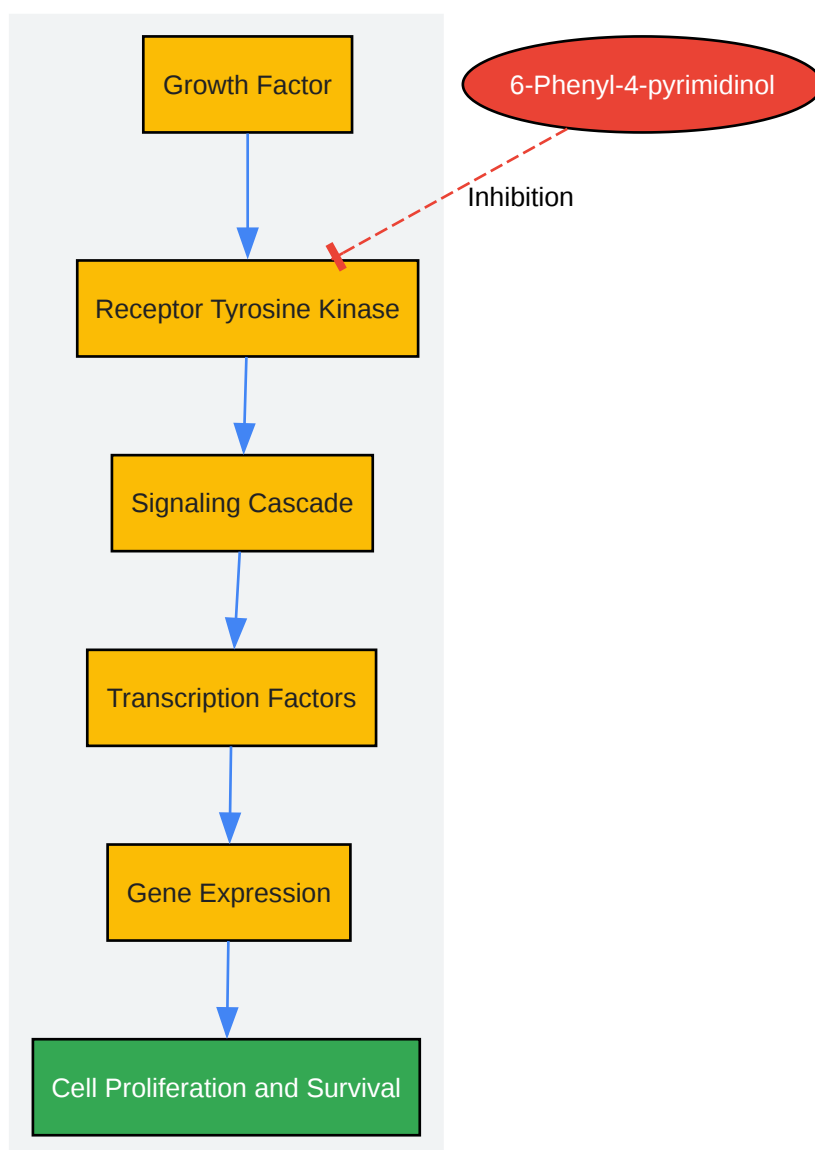 Growth Factor
6-Phenyl-4-pyrimidinol
Inhibition
Receptor Tyrosine Kinase
Signaling Cascade
Transcription Factors
Gene Expression
Cell Proliferation and Survival